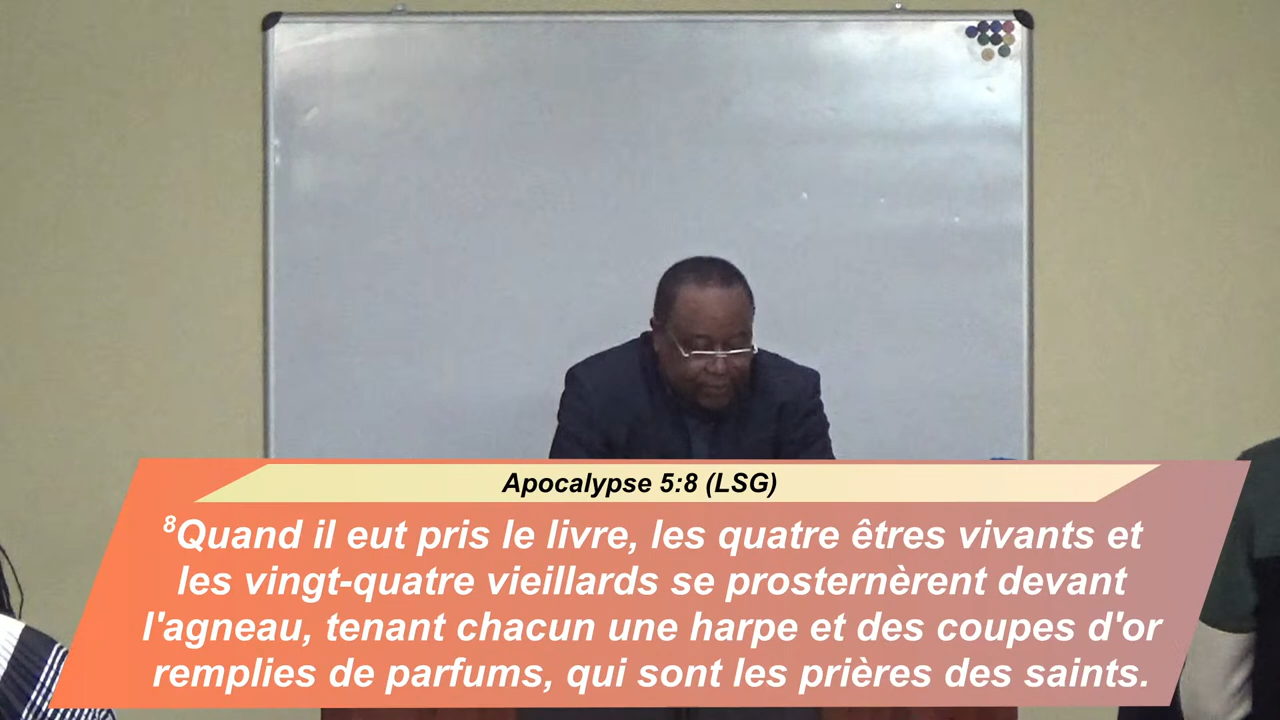 Apocalypse 5:8 (LSG)
⁸Quand il eut pris le livre, les quatre êtres vivants et
les vingt-quatre vieillards se prosternèrent devant
l'agneau, tenant chacun une harpe et des coupes d'or
remplies de parfums, qui sont les prières des saints.